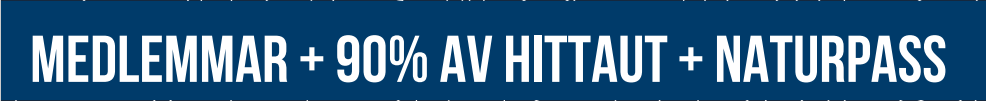 MEDLEMMAR + 90% AV HITTAUT + NATURPASS